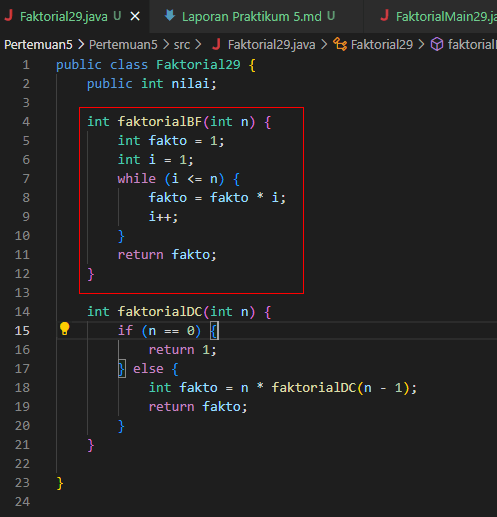 Faktorial29.java U × Laporan Praktikum 5.md U FaktorialMain29.ja
Pertemuan5 > Pertemuan5 > src > Faktorial29.java > Faktorial29 > faktorial
1 public class Faktorial29 {
2     public int nilai;
3
4     int faktorialBF(int n) {
5         int fakto = 1;
6         int i = 1;
7         while (i <= n) {
8             fakto = fakto * i;
9             i++;
10         }
11         return fakto;
12     }
13
14     int faktorialDC(int n) {
15         if (n == 0) {
16             return 1;
17         } else {
18             int fakto = n * faktorialDC(n - 1);
19             return fakto;
20         }
21     }
22
23 }
24